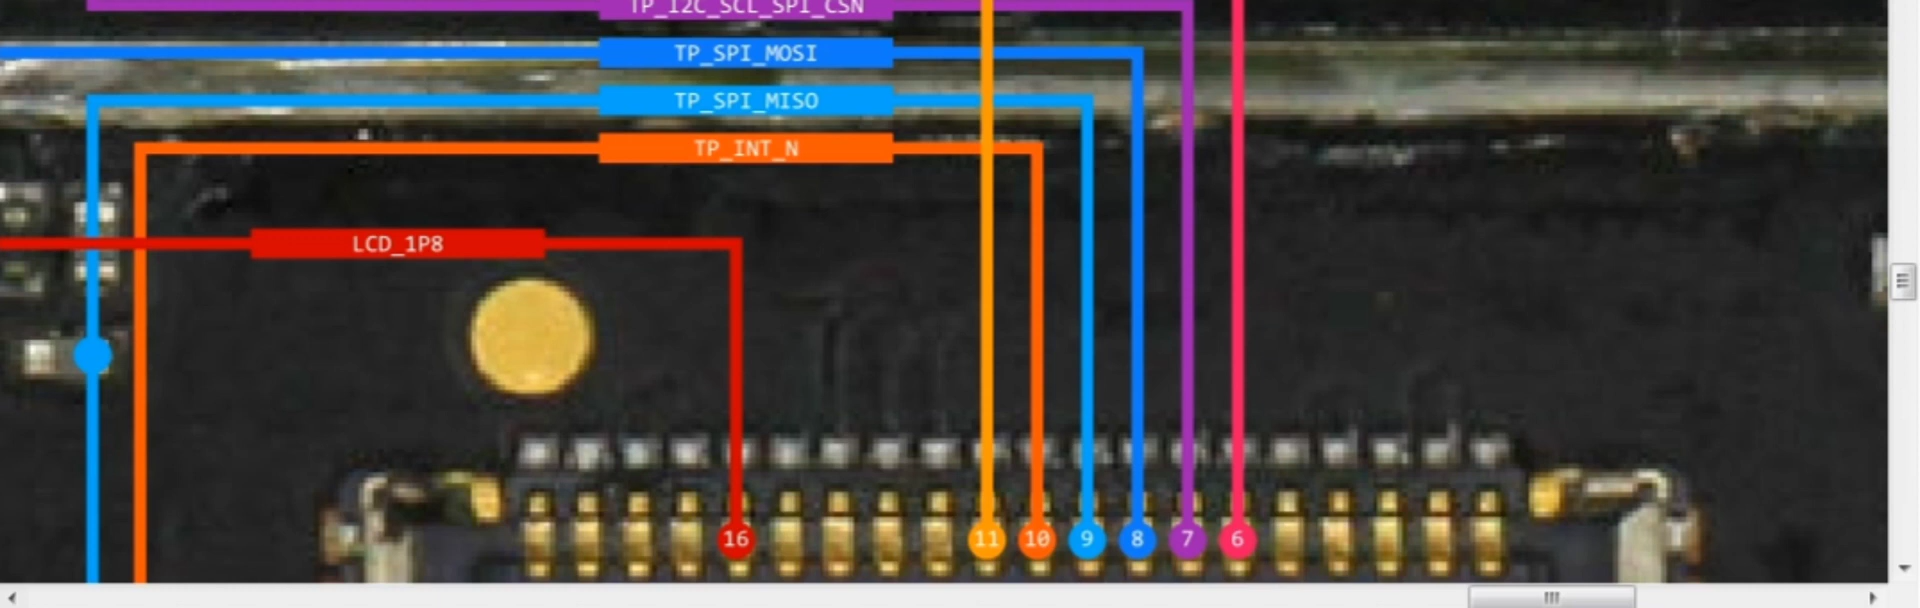 TP_I2C_SCL_SPI_CSN
TP_SPI_MOSI
TP_SPI_MISO
TP_INT_N
LCD_1P8
16 11 10 9 8 7 6